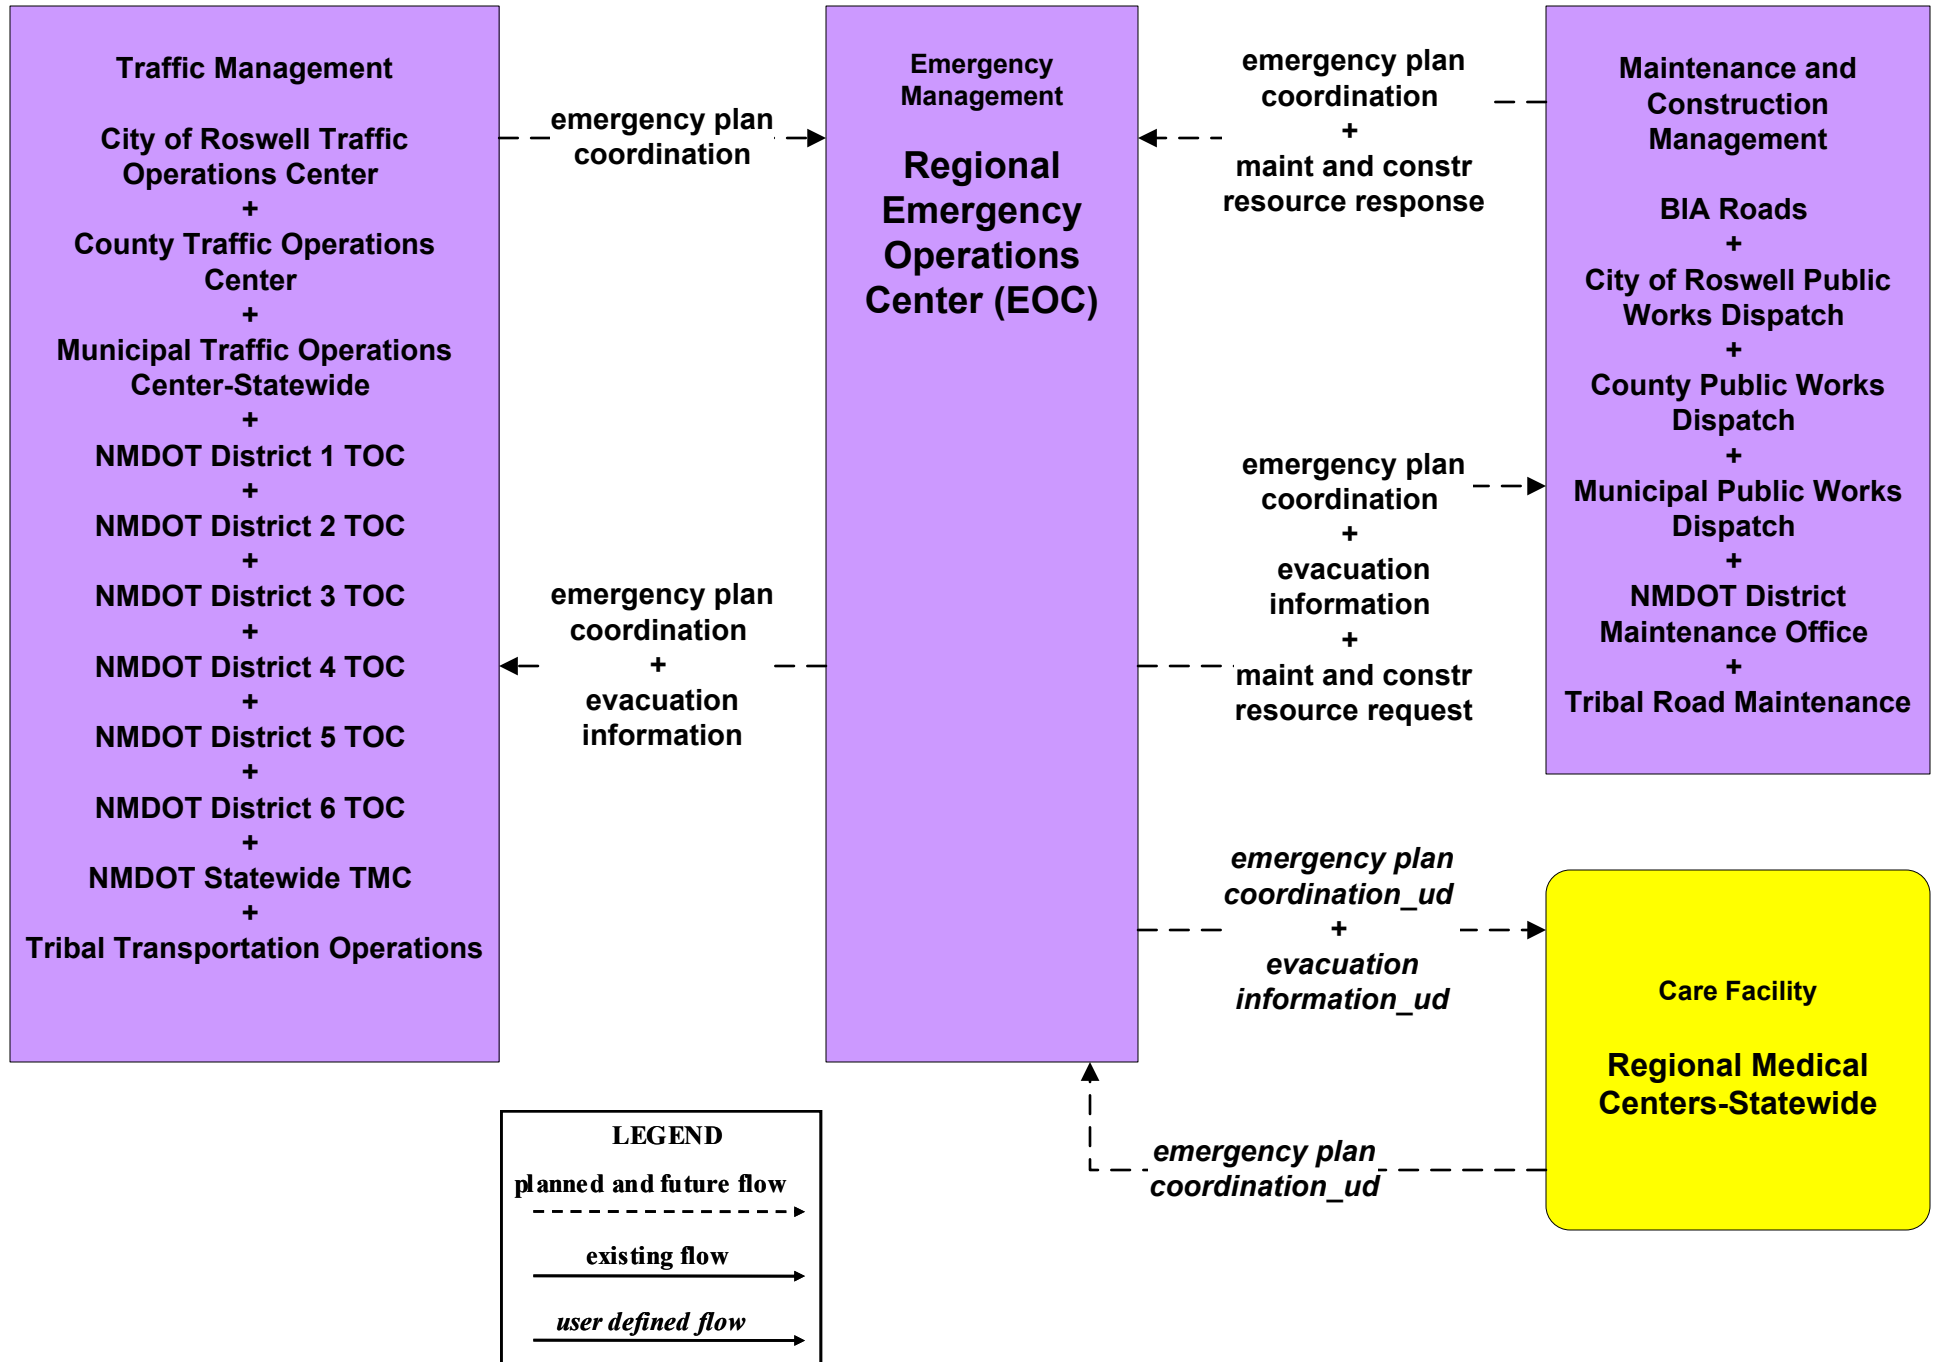 Traffic Management
City of Roswell Traffic
Operations Center
+
County Traffic Operations
Center
+
Municipal Traffic Operations
Center-Statewide
+
NMDOT District 1 TOC
+
NMDOT District 2 TOC
+
NMDOT District 3 TOC
+
NMDOT District 4 TOC
+
NMDOT District 5 TOC
+
NMDOT District 6 TOC
+
NMDOT Statewide TMC
+
Tribal Transportation Operations
emergency plan
coordination
emergency plan
coordination
+
evacuation
information
Emergency
Management
Regional
Emergency
Operations
Center (EOC)
emergency plan
coordination
+
maint and constr
resource response
emergency plan
coordination
+
evacuation
information
+
maint and constr
resource request
emergency plan
coordination_ud
+
evacuation
information_ud
emergency plan
coordination_ud
Maintenance and
Construction
Management
BIA Roads
+
City of Roswell Public
Works Dispatch
+
County Public Works
Dispatch
+
Municipal Public Works
Dispatch
+
NMDOT District
Maintenance Office
+
Tribal Road Maintenance
Care Facility
Regional Medical
Centers-Statewide
LEGEND
planned and future flow
existing flow
user defined flow